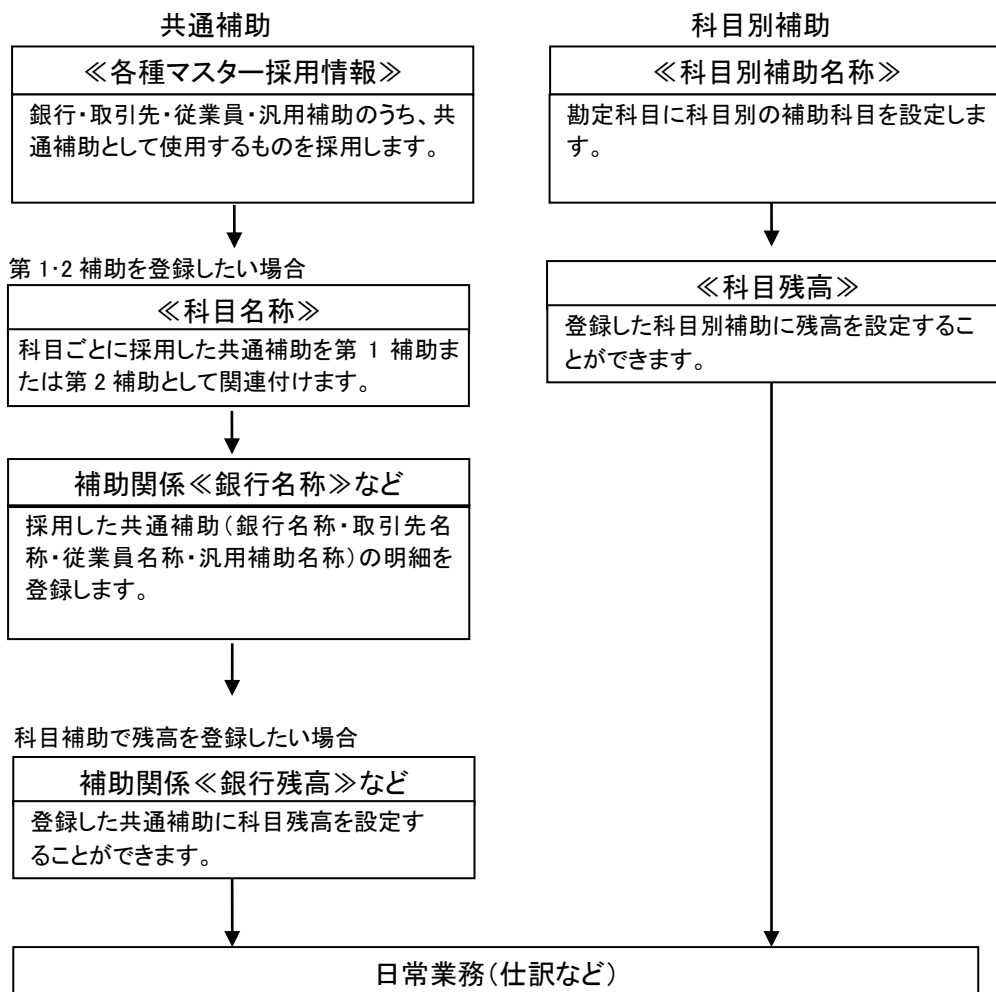 共通補助
≪各種マスター採用情報≫
銀行・取引先・従業員・汎用補助のうち、共
通補助として使用するものを採用します。
第 1・2 補助を登録したい場合
≪科目名称≫
科目ごとに採用した共通補助を第 1 補助ま
たは第 2 補助として関連付けます。
補助関係≪銀行名称≫など
採用した共通補助（銀行名称・取引先名
称・従業員名称・汎用補助名称）の明細を
登録します。
科目補助で残高を登録したい場合
補助関係≪銀行残高≫など
登録した共通補助に科目残高を設定す
ることができます。
科目別補助
≪科目別補助名称≫
勘定科目に科目別の補助科目を設定しま
す。
≪科目残高≫
登録した科目別補助に残高を設定するこ
とができます。
日常業務（仕訳など）